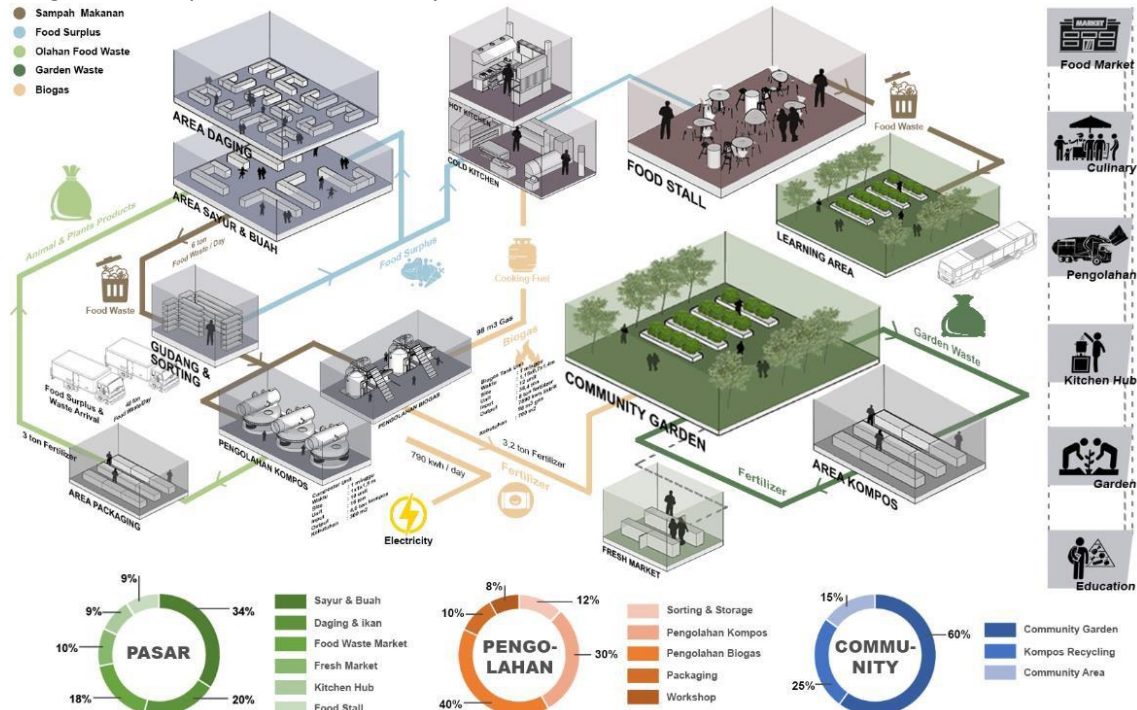 Sampah Makanan
Food Surplus
Olahan Food Waste
Garden Waste
Biogas
AREA DAGING
AREA SAYUR & BUAH
HOT KITCHEN
COLD KITCHEN
FOOD STALL
Food Waste
LEARNING AREA
Animal & Plants Products
6 ton
Food Waste / Day
Food Waste
Food Surplus
Cooking Fuel
GUDANG &
SORTING
98 m3 Gas
Biogas
Food Surplus &
Waste Arrival
Food Waste/Day
PENGOLAHAN BIOGAS
PENGOLAHAN KOMPOS
COMMUNITY GARDEN
Garden Waste
3 ton Fertilizer
AREA PACKAGING
790 kwh / day
3,2 ton Fertilizer
Fertilizer
Electricity
Fertilizer
AREA KOMPOS
FRESH MARKET
MARKET
Food Market
Culinary
Pengolahan
Kitchen Hub
Garden
Education
PASAR
34%
20%
18%
10%
9%
9%
Sayur & Buah
Daging & ikan
Food Waste Market
Fresh Market
Kitchen Hub
Food Stall
PENGO-
LAHAN
8%
12%
10%
30%
40%
Sorting & Storage
Pengolahan Kompos
Pengolahan Biogas
Packaging
Workshop
COMMU-
NITY
15%
60%
25%
Community Garden
Kompos Recycling
Community Area